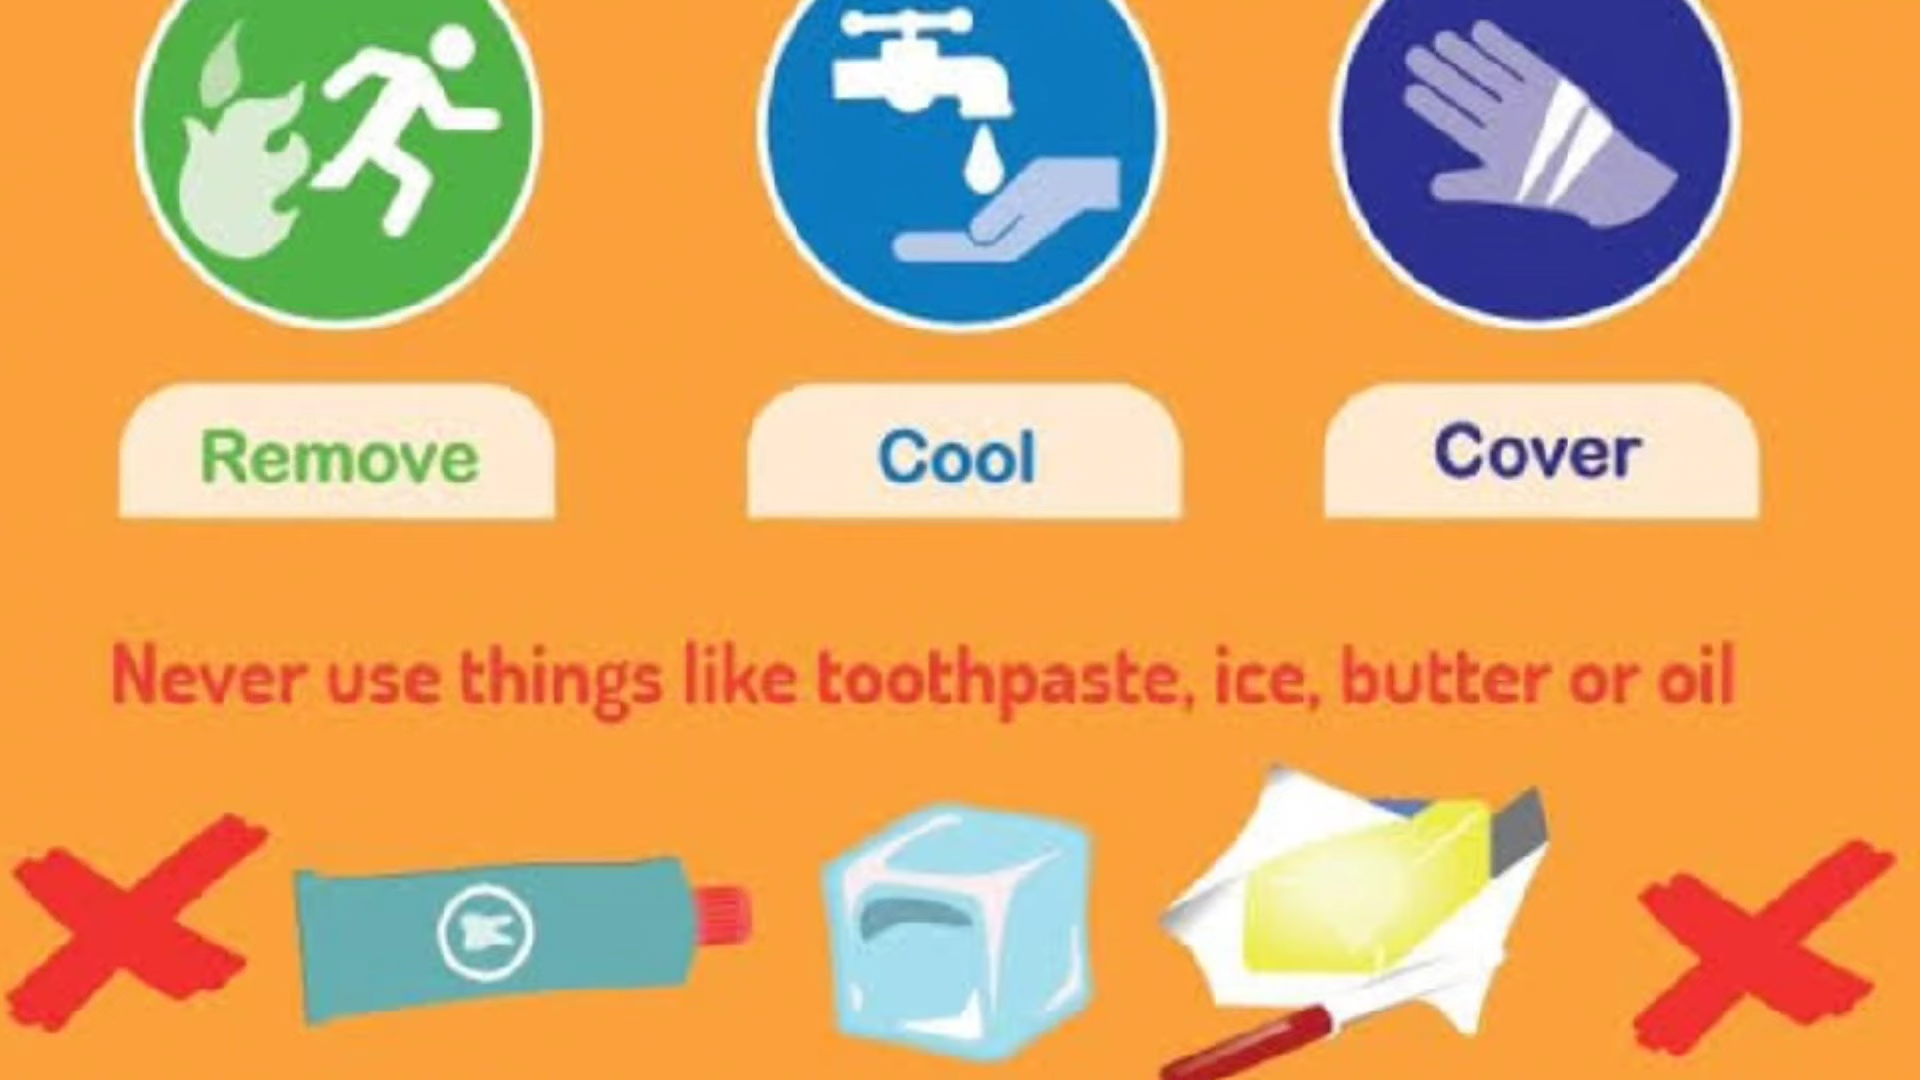 Remove
Cool
Cover
Never use things like toothpaste, ice, butter or oil